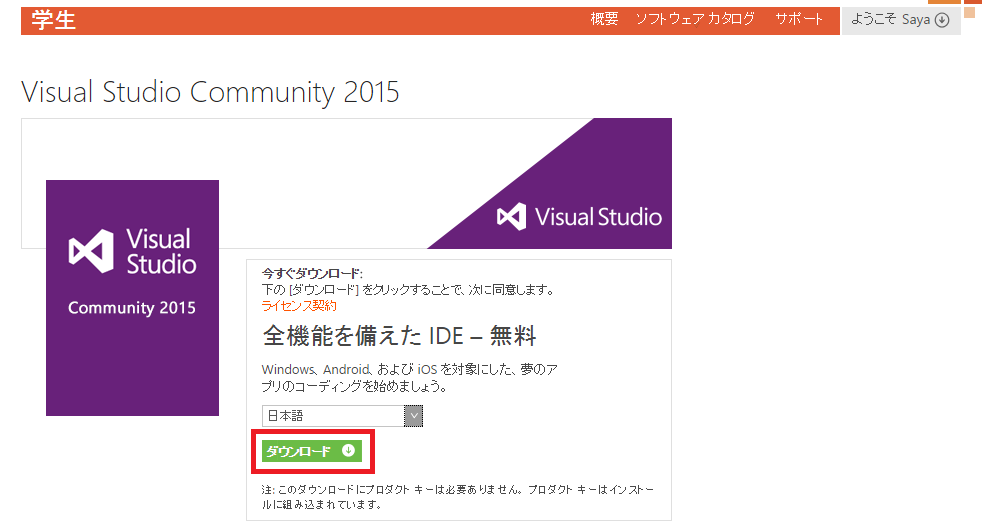 学生
概要 ソフトウェア カタログ サポート ようこそ Saya
Visual Studio Community 2015
Visual Studio
Visual
Studio
Community 2015
今すぐダウンロード:
下の [ダウンロード] をクリックすることで、次に同意します。
ライセンス契約
全機能を備えた IDE – 無料
Windows、Android、および iOS を対象にした、夢のア
プリのコーディングを始めましょう。
日本語
ダウンロード
注: このダウンロードにプロダクト キーは必要ありません。プロダクト キーはインストー
ルに組み込まれています。